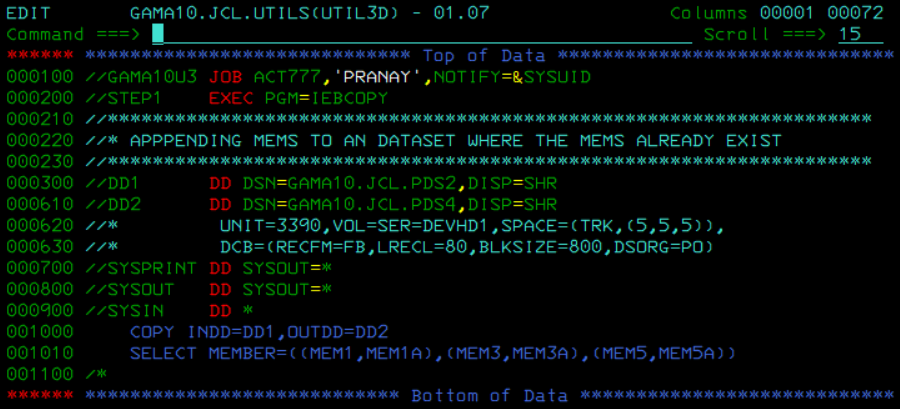 EDIT       GAMA10.JCL.UTILS(UTIL3D) - 01.07                Columns 00001 00072
Command ===>                                                  Scroll ===> 15
****** ***************************** Top of Data ******************************
000100 //GAMA10U3 JOB ACT777,'PRANAY',NOTIFY=&SYSUID
000200 //STEP1    EXEC PGM=IEBCOPY
000210 //********************************************************************
000220 //* APPPENDING MEMS TO AN DATASET WHERE THE MEMS ALREADY EXIST
000230 //********************************************************************
000300 //DD1      DD DSN=GAMA10.JCL.PDS2,DISP=SHR
000610 //DD2      DD DSN=GAMA10.JCL.PDS4,DISP=SHR
000620 //*         UNIT=3390,VOL=SER=DEVHD1,SPACE=(TRK,(5,5,5)),
000630 //*         DCB=(RECFM=FB,LRECL=80,BLKSIZE=800,DSORG=PO)
000700 //SYSPRINT DD SYSOUT=*
000800 //SYSOUT   DD SYSOUT=*
000900 //SYSIN    DD *
001000     COPY INDD=DD1,OUTDD=DD2
001010     SELECT MEMBER=((MEM1,MEM1A),(MEM3,MEM3A),(MEM5,MEM5A))
001100 /*
****** **************************** Bottom of Data ****************************